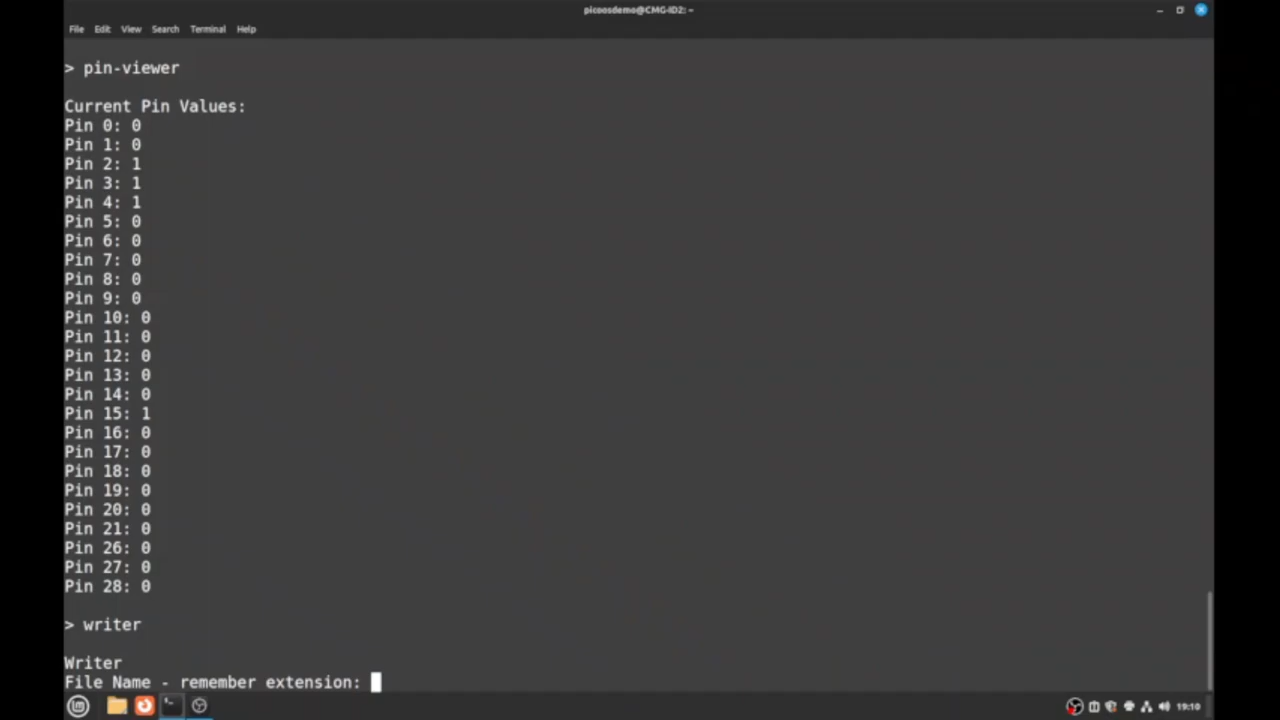 picoosdemo@CMG-ID2: ~
File Edit View Search Terminal Help
> pin-viewer
Current Pin Values:
Pin 0: 0
Pin 1: 0
Pin 2: 1
Pin 3: 1
Pin 4: 1
Pin 5: 0
Pin 6: 0
Pin 7: 0
Pin 8: 0
Pin 9: 0
Pin 10: 0
Pin 11: 0
Pin 12: 0
Pin 13: 0
Pin 14: 0
Pin 15: 1
Pin 16: 0
Pin 17: 0
Pin 18: 0
Pin 19: 0
Pin 20: 0
Pin 21: 0
Pin 26: 0
Pin 27: 0
Pin 28: 0
> writer
Writer
File Name - remember extension:
19:10